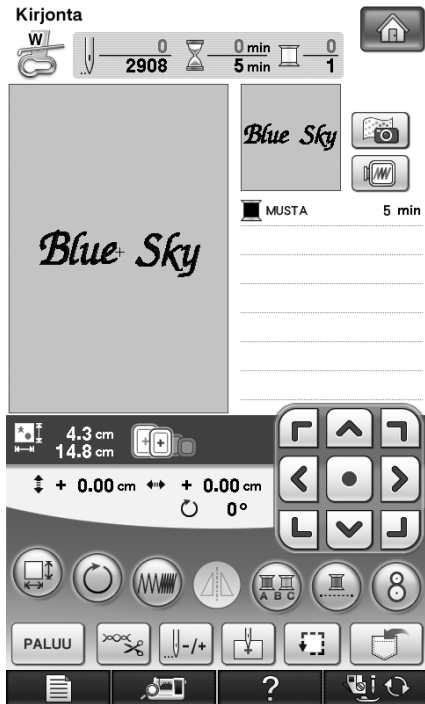 Kirjonta
W
0 0 min 0
2908 5 min 1
Blue Sky
Blue Sky
MUSTA 5 min
4.3 cm
14.8 cm
+ 0.00 cm + 0.00 cm
0°
A B C
8
PALUU -/+
?